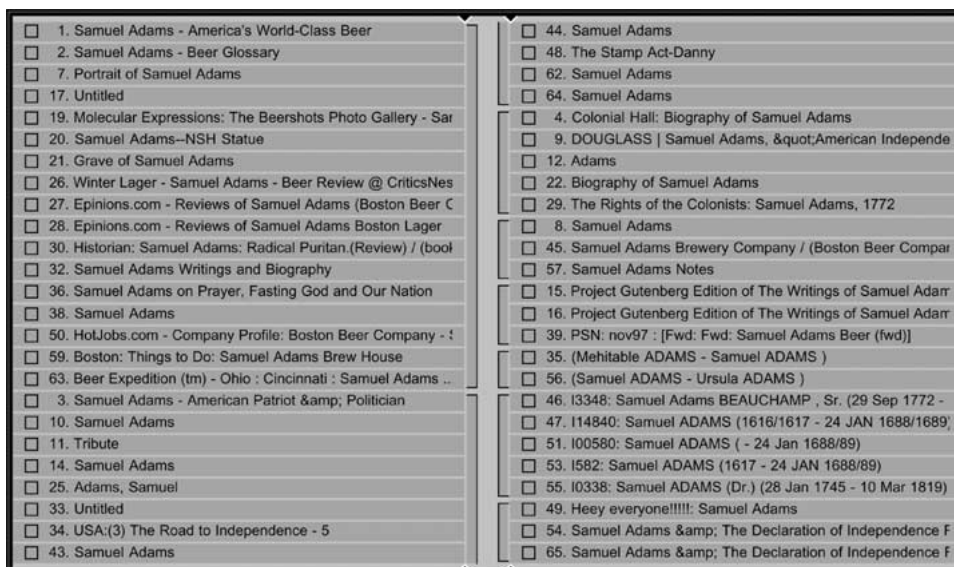 1. Samuel Adams - America's World-Class Beer
2. Samuel Adams - Beer Glossary
7. Portrait of Samuel Adams
17. Untitled
19. Molecular Expressions: The Beershots Photo Gallery - Sar
20. Samuel Adams--NSH Statue
21. Grave of Samuel Adams
26. Winter Lager - Samuel Adams - Beer Review @ CriticsNes
27. Epinions.com - Reviews of Samuel Adams (Boston Beer C
28. Epinions.com - Reviews of Samuel Adams Boston Lager
30. Historian: Samuel Adams: Radical Puritan.(Review) / (book
32. Samuel Adams Writings and Biography
36. Samuel Adams on Prayer, Fasting God and Our Nation
38. Samuel Adams
50. HotJobs.com - Company Profile: Boston Beer Company -
59. Boston: Things to Do: Samuel Adams Brew House
63. Beer Expedition (tm) - Ohio : Cincinnati : Samuel Adams ..
3. Samuel Adams - American Patriot &amp; Politician
10. Samuel Adams
11. Tribute
14. Samuel Adams
25. Adams, Samuel
33. Untitled
34. USA:(3) The Road to Independence - 5
43. Samuel Adams
44. Samuel Adams
48. The Stamp Act-Danny
62. Samuel Adams
64. Samuel Adams
4. Colonial Hall: Biography of Samuel Adams
9. DOUGLASS | Samuel Adams, &quot;American Independe
12. Adams
22. Biography of Samuel Adams
29. The Rights of the Colonists: Samuel Adams, 1772
8. Samuel Adams
45. Samuel Adams Brewery Company / (Boston Beer Compar
57. Samuel Adams Notes
15. Project Gutenberg Edition of The Writings of Samuel Adam
16. Project Gutenberg Edition of The Writings of Samuel Adam
39. PSN: nov97 : [Fwd: Fwd: Samuel Adams Beer (fwd)]
35. (Mehitable ADAMS - Samuel ADAMS )
56. (Samuel ADAMS - Ursula ADAMS )
46. I3348: Samuel Adams BEAUCHAMP , Sr. (29 Sep 1772 -
47. I14840: Samuel ADAMS (1616/1617 - 24 JAN 1688/1689)
51. I00580: Samuel ADAMS ( - 24 Jan 1688/89)
53. I582: Samuel ADAMS (1617 - 24 JAN 1688/89)
55. I0338: Samuel ADAMS (Dr.) (28 Jan 1745 - 10 Mar 1819)
49. Heey everyone!!!!!: Samuel Adams
54. Samuel Adams &amp; The Declaration of Independence F
65. Samuel Adams &amp; The Declaration of Independence F